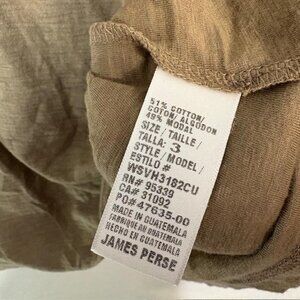 51% COTTON/
COTON/ALGODON
49% MODAL
SIZE/TAILLE/
TALLA: 3
STYLE/MODEL/
ESTILO #
WSVH3182CU
RN# 95339
CA# 31092
PO#47635-00
MADE IN GUATEMALA
FABRIQUE AN GUATEMALA
HECHO EN GUATEMALA
JAMES PERSE